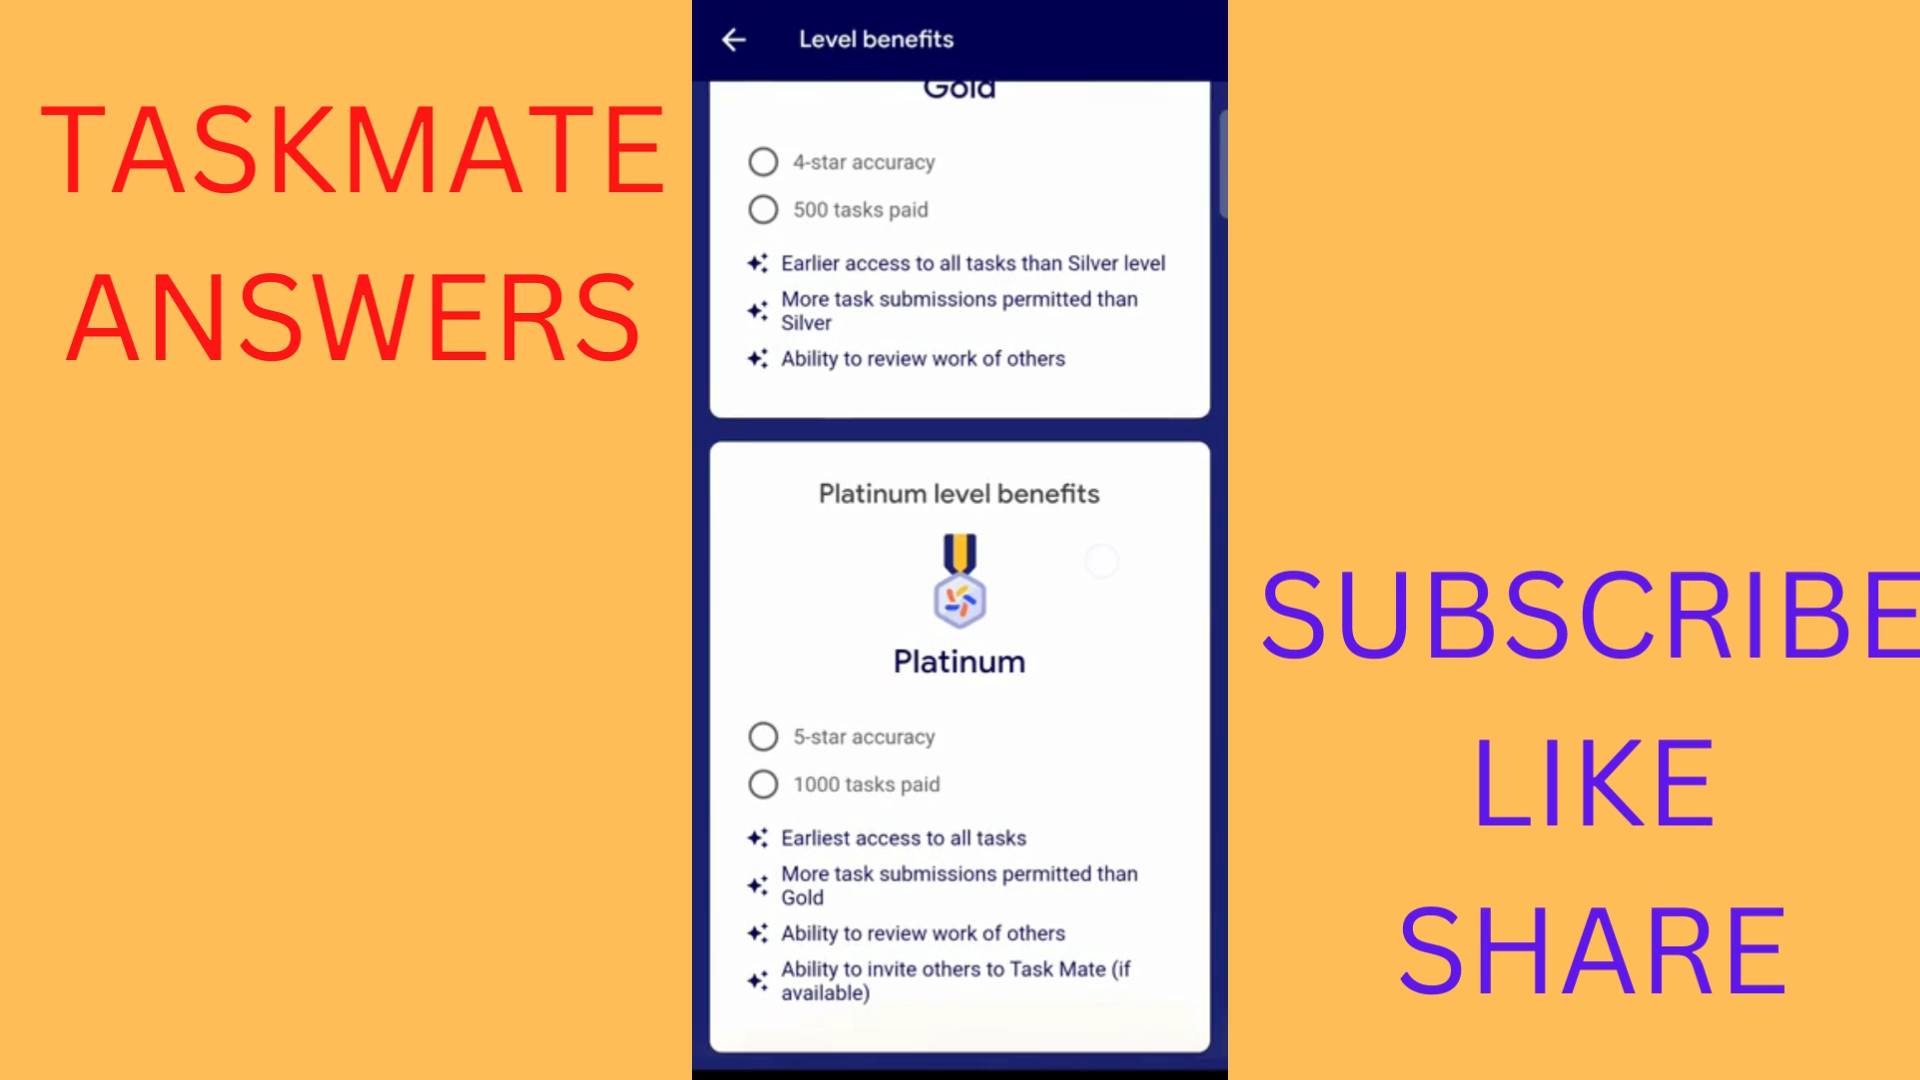 TASKMATE
ANSWERS
Level benefits
Gold
4-star accuracy
500 tasks paid
Earlier access to all tasks than Silver level
More task submissions permitted than
Silver
Ability to review work of others
Platinum level benefits
Platinum
5-star accuracy
1000 tasks paid
Earliest access to all tasks
More task submissions permitted than
Gold
Ability to review work of others
Ability to invite others to Task Mate (if
available)
SUBSCRIBE
LIKE
SHARE